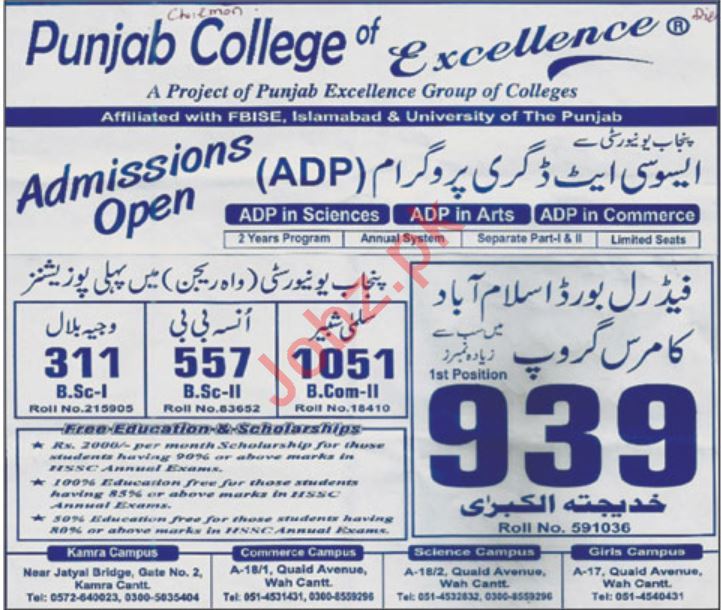 Chairman
Die
Punjab College of Excellence ®
A Project of Punjab Excellence Group of Colleges
Affiliated with FBISE, Islamabad & University of The Punjab
Admissions Open
پنجاب یونیورسٹی سے
ایسوسی ایٹ ڈگری پروگرام (ADP)
ADP in Sciences ADP in Arts ADP in Commerce
2 Years Program Annual System Separate Part-I & II Limited Seats
پنجاب یونیورسٹی (واہ ریجن) میں پہلی پوزیشنز
وجیہ بلال
311
B.Sc-I
Roll No.215905
اُنسہ بی بی
557
B.Sc-II
Roll No.83652
سلمٰی شبیر
1051
B.Com-II
Roll No.18410
فیڈرل بورڈ اسلام آباد
کامرس گروپ میں سب سے زیادہ نمبرز
1st Position
939
خدیجتہ الکبریٰ
Roll No. 591036
Free Education & Scholarships
★ Rs. 2000/- per month Scholarship for those
students having 90% or above marks in
HSSC Annual Exams.
★ 100% Education free for those students
having 85% or above marks in HSSC
Annual Exams.
★ 50% Education free for those students having
80% or above marks in HSSC Annual Exams.
Kamra Campus
Near Jatyal Bridge, Gate No. 2,
Kamra Cantt.
Tel: 0572-640023, 0300-5035404
Commerce Campus
A-18/1, Quaid Avenue,
Wah Cantt.
Tel: 051-4531431, 0300-8559296
Science Campus
A-18/2, Quaid Avenue,
Wah Cantt.
Tel: 051-4532832, 0300-8559296
Girls Campus
A-17, Quaid Avenue,
Wah Cantt.
Tel: 051-4540431
Jobz.pk